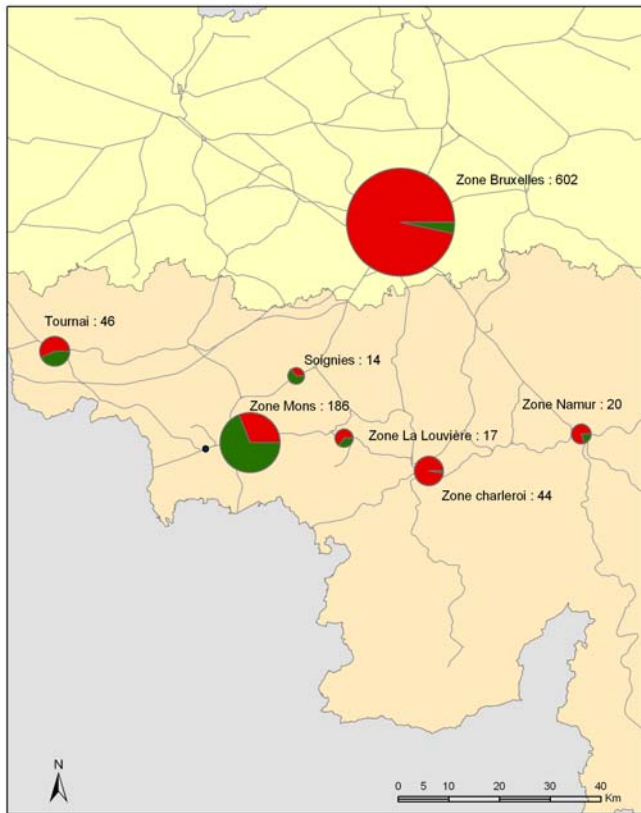 Zone Bruxelles : 602
Tournai : 46
Soignies : 14
Zone Mons : 186
Zone Namur : 20
Zone La Louvière : 17
Zone charleroi : 44
N
0 5 10 20 30 40
Km